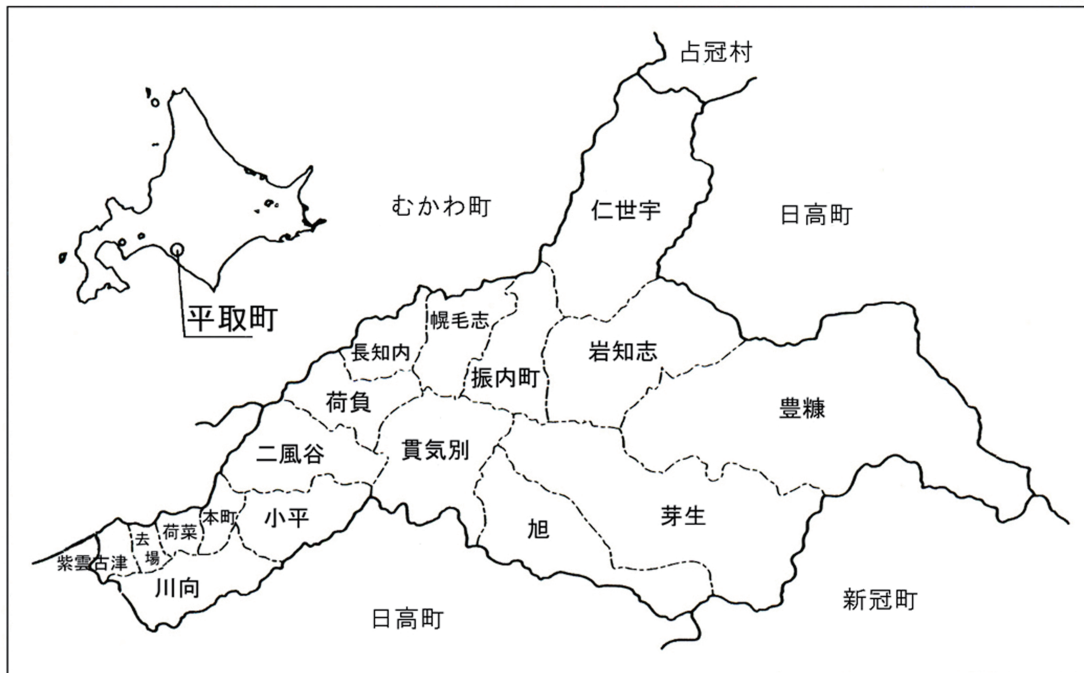 占冠村
仁世宇
むかわ町
日高町
平取町
幌毛志
長知内
振内町
岩知志
荷負
豊糠
二風谷
貫気別
本町
小平
荷菜
去場
紫雲古津
旭
芽生
川向
日高町
新冠町